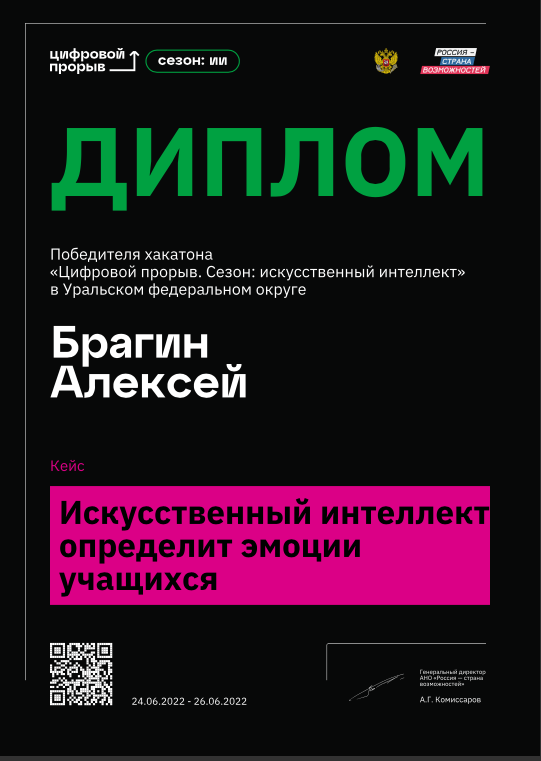 цифровой
прорыв
сезон: ии
РОССИЯ –
СТРАНА
ВОЗМОЖНОСТЕЙ
ДИПЛОМ
Победителя хакатона
«Цифровой прорыв. Сезон: искусственный интеллект»
в Уральском федеральном округе
Брагин
Алексей
Кейс
Искусственный интеллект
определит эмоции
учащихся
24.06.2022 - 26.06.2022
Генеральный директор
АНО «Россия — страна
возможностей»
А.Г. Комиссаров